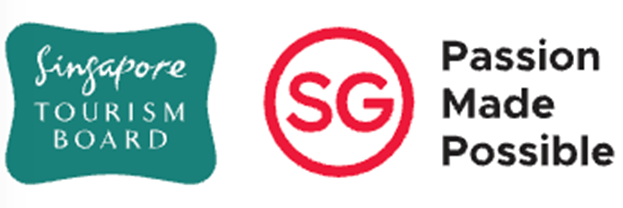 Singapore
TOURISM
BOARD
SG
Passion
Made
Possible